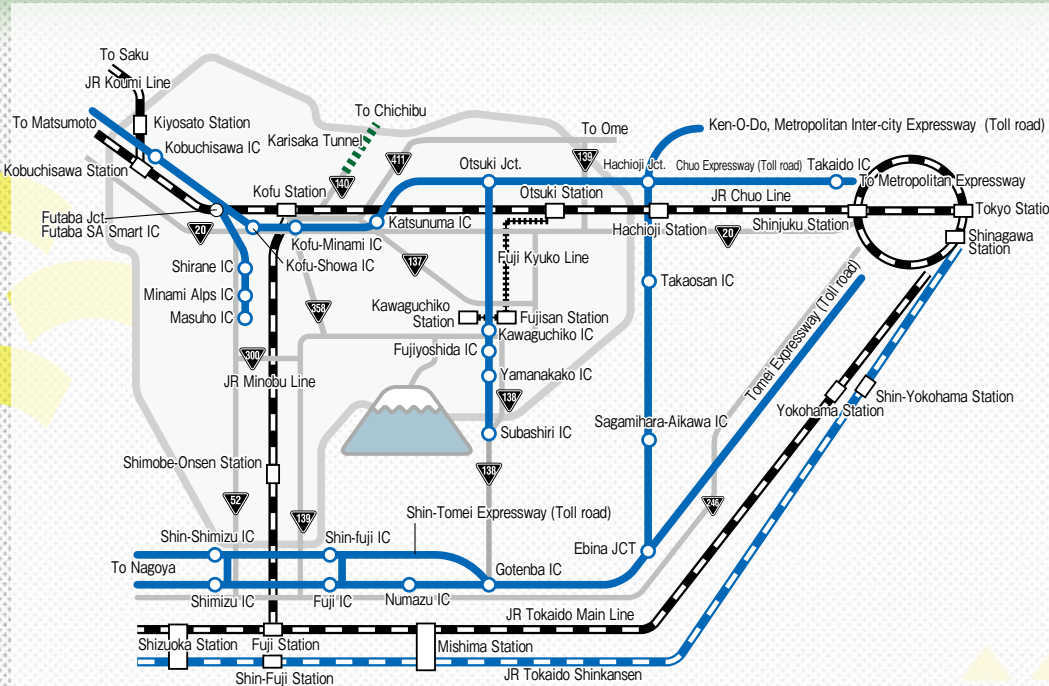 To Saku
JR Koumi Line
To Chichibu
To Matsumoto
Kiyosato Station
Karisaka Tunnel
To Ome
Ken-O-Do, Metropolitan Inter-city Expressway (Toll road)
Kobuchisawa IC
411
139
Otsuki Jct.
Hachioji Jct.
Chuo Expressway (Toll road)
Takaido IC
Kobuchisawa Station
140
Kofu Station
Otsuki Station
To Metropolitan Expressway
JR Chuo Line
Futaba Jct.
Futaba SA Smart IC
20
Katsunuma IC
Hachioji Station
20
Shinjuku Station
Tokyo Statio
Shinagawa
Station
Kofu-Minami IC
Kofu-Showa IC
137
Fuji Kyuko Line
Shirane IC
Takaosan IC
Minami Alps IC
Masuho IC
358
Kawaguchiko
Station
Fujisan Station
Kawaguchiko IC
Tomei Expressway (Toll road)
300
Fujiyoshida IC
JR Minobu Line
Yamanakako IC
138
Shin-Yokohama Station
Yokohama Station
Subashiri IC
Sagamihara-Aikawa IC
Shimobe-Onsen Station
138
52
139
246
Shin-Tomei Expressway (Toll road)
Shin-Shimizu IC
Shin-fuji IC
Ebina JCT
To Nagoya
Gotenba IC
Shimizu IC
Fuji IC
Numazu IC
JR Tokaido Main Line
Shizuoka Station
Fuji Station
Mishima Station
Shin-Fuji Station
JR Tokaido Shinkansen